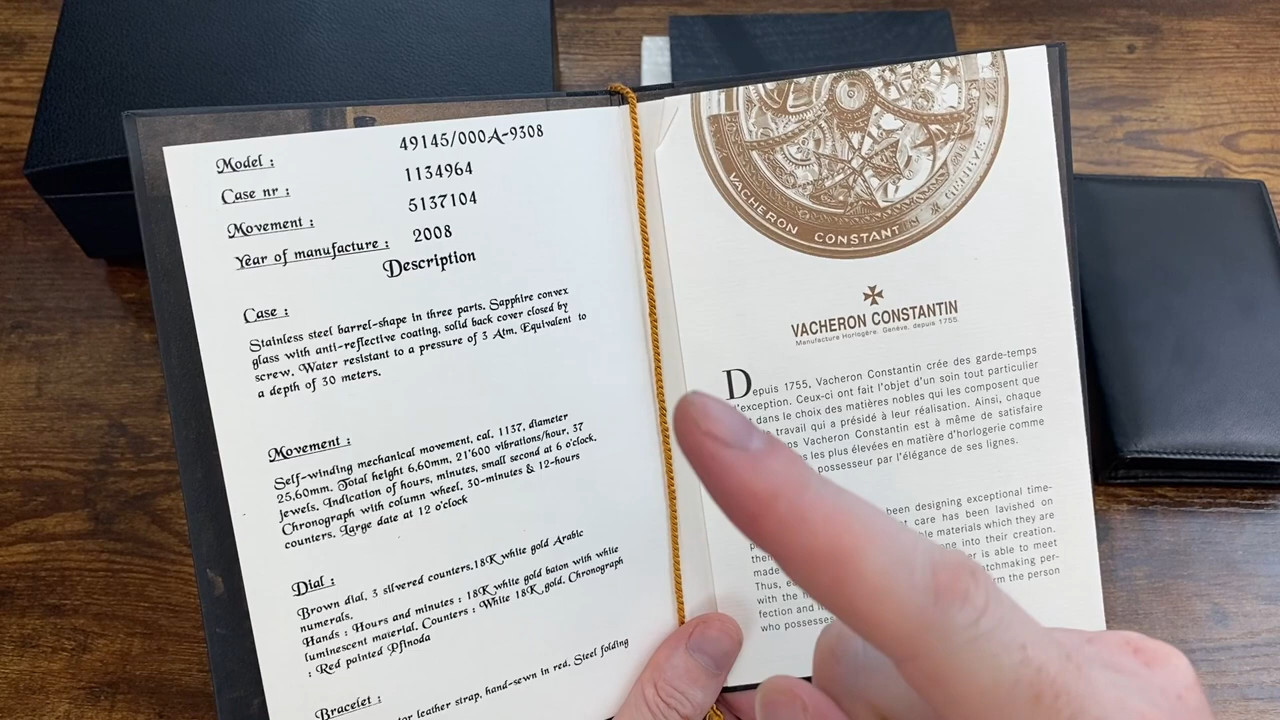 Model : 49145/000A-9308
Case nr : 1134964
Movement : 5137104
Year of manufacture : 2008
Description
Case :
Stainless steel barrel-shape in three parts. Sapphire convex
glass with anti-reflective coating, solid back cover closed by
screw. Water resistant to a pressure of 3 Atm. Equivalent to
a depth of 30 meters.
Movement :
Self-winding mechanical movement, cal. 1137, diameter
25,60mm. Total height 6,60mm, 21'600 vibrations/hour, 37
jewels. Indication of hours, minutes, small second at 6 o'clock.
Chronograph with column wheel, 30-minutes & 12-hours
counters. Large date at 12 o'clock
Dial :
Brown dial, 3 silvered counters,18K white gold Arabic
numerals.
Hands : Hours and minutes : 18K white gold baton with white
luminescent material. Counters : White 18K gold. Chronograph
: Red painted Pfinoda
Bracelet :
leather strap, hand-sewn in red. Steel folding
VACHERON CONSTANTIN GENEVE
VACHERON CONSTANTIN
Manufacture Horlogère. Genève, depuis 1755.
Depuis 1755, Vacheron Constantin crée des garde-temps
d'exception. Ceux-ci ont fait l'objet d'un soin tout particulier
dans le choix des matières nobles qui les composent que
travail qui a présidé à leur réalisation. Ainsi, chaque
Vacheron Constantin est à même de satisfaire
les plus élevées en matière d'horlogerie comme
possesseur par l'élégance de ses lignes.
been designing exceptional time-
care has been lavished on
materials which they are
one into their creation.
made is able to meet
Thus,
with the
fection and
who possesses the person